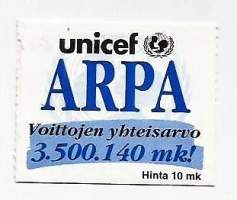 unicef
ARPA
Voittojen yhteisarvo
3.500.140 mk!
Hinta 10 mk